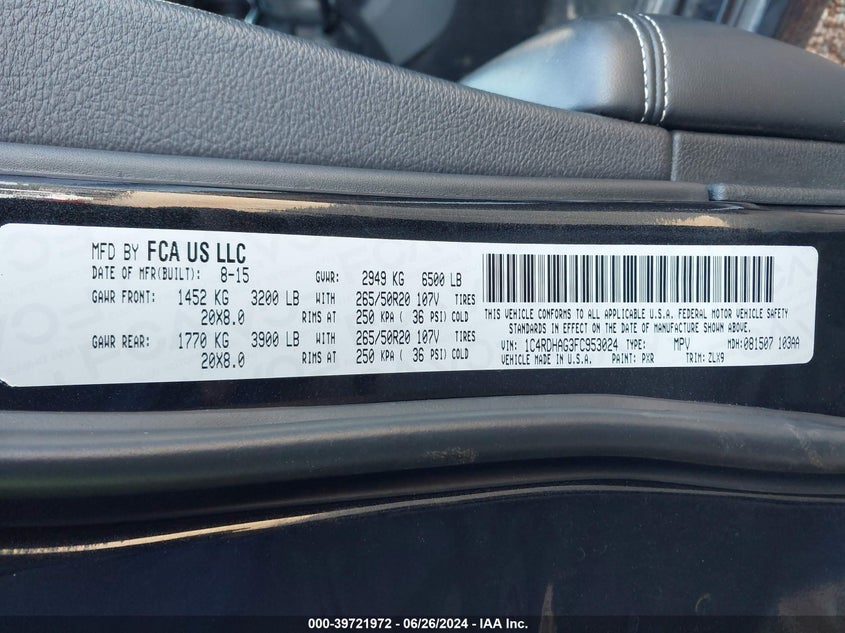 MFD BY FCA US LLC
DATE OF MFR(BUILT): 8-15 GVWR: 2949 KG 6500 LB
GAWR FRONT: 1452 KG 3200 LB WITH 265/50R20 107V TIRES
20X8.0 RIMS AT 250 KPA ( 36 PSI) COLD
GAWR REAR: 1770 KG 3900 LB WITH 265/50R20 107V TIRES
20X8.0 RIMS AT 250 KPA ( 36 PSI) COLD
THIS VEHICLE CONFORMS TO ALL APPLICABLE U.S.A. FEDERAL MOTOR VEHICLE SAFETY
STANDARDS IN EFFECT ON THE DATE OF MANUFACTURE SHOWN ABOVE.
VIN: 1C4RDHAG3FC953024 TYPE: MPV MDH: 081507 103AA
VEHICLE MADE IN U.S.A. PAINT: PXR TRIM: ZLX9
000-39721972 - 06/26/2024 - IAA Inc.